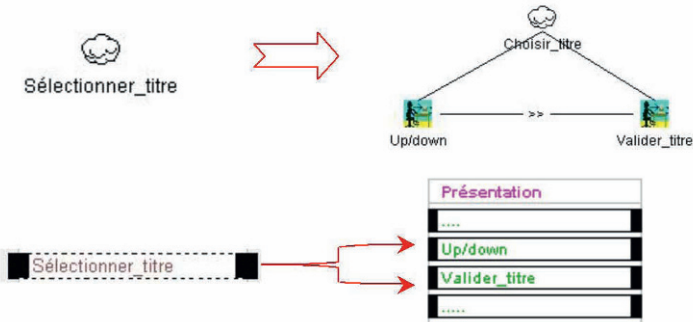 Choisir_titre
Sélectionner_titre
>>
Up/down
Valider_titre
Présentation
....
Up/down
Sélectionner_titre
Valider_titre
.....